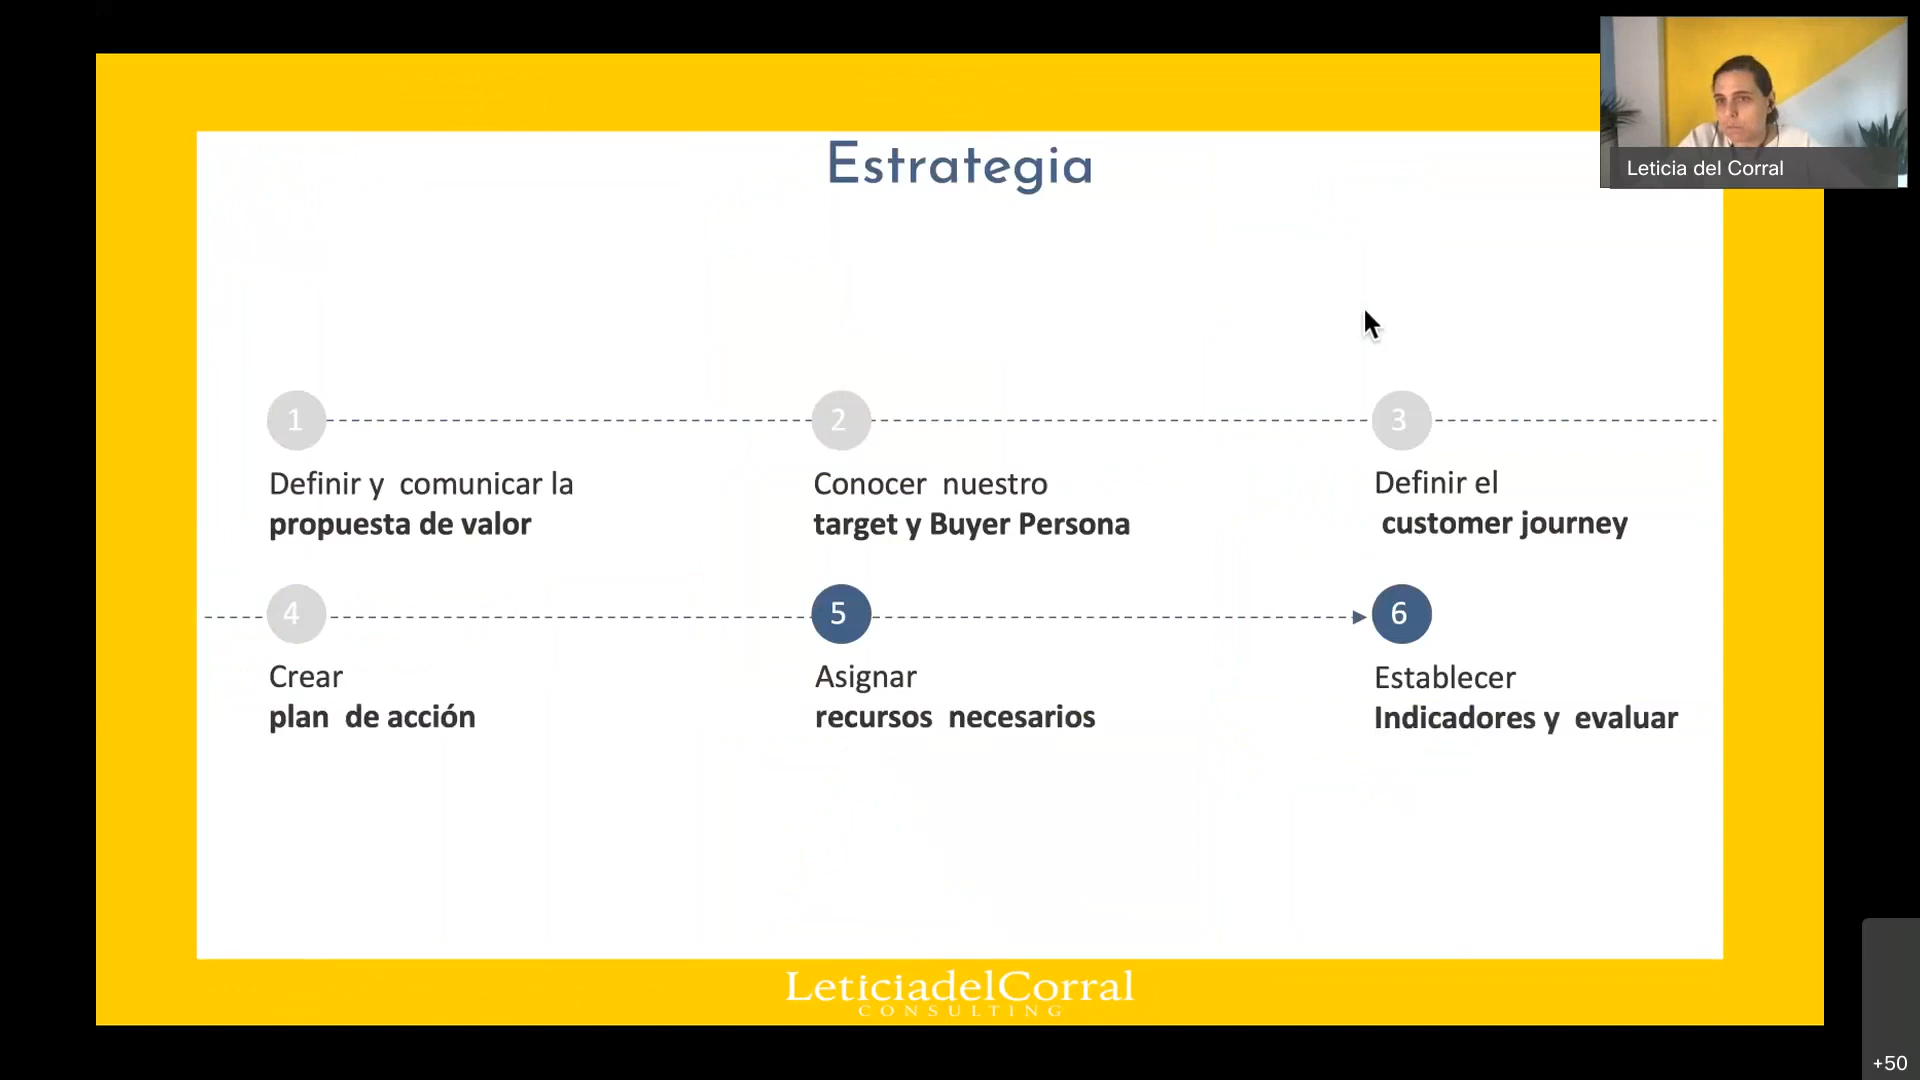 Leticia del Corral
Estrategia
1
2
3
Definir y comunicar la
propuesta de valor
Conocer nuestro
target y Buyer Persona
Definir el
customer journey
4
5
6
Crear
plan de acción
Asignar
recursos necesarios
Establecer
Indicadores y evaluar
LeticiadelCorral
CONSULTING
+50